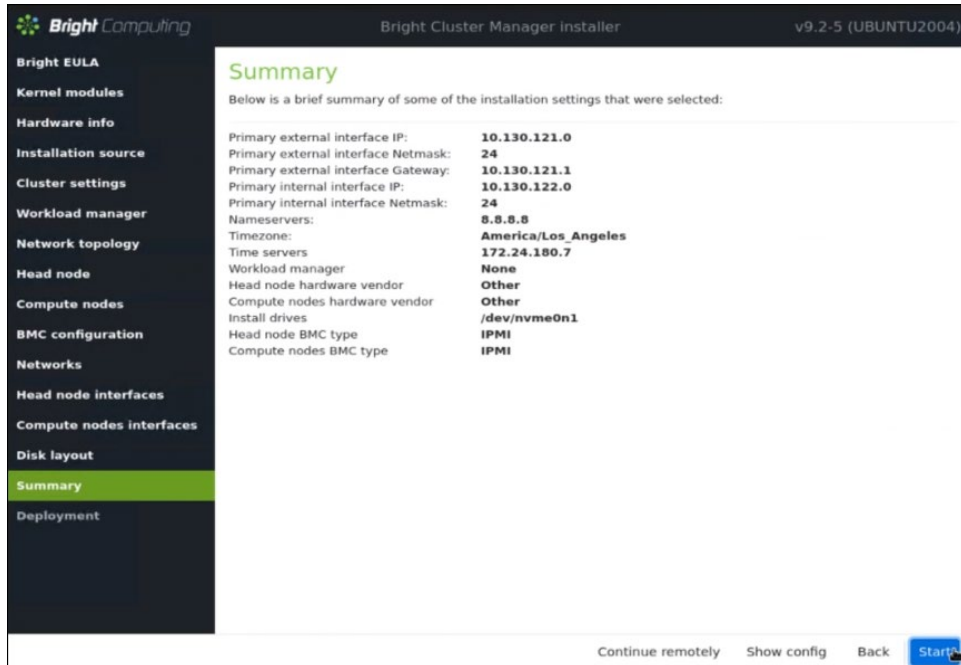 Bright Computing
Bright Cluster Manager installer
v9.2-5 (UBUNTU2004)
Bright EULA
Kernel modules
Hardware info
Installation source
Cluster settings
Workload manager
Network topology
Head node
Compute nodes
BMC configuration
Networks
Head node interfaces
Compute nodes interfaces
Disk layout
Summary
Deployment
Summary
Below is a brief summary of some of the installation settings that were selected:
Primary external interface IP: 10.130.121.0
Primary external interface Netmask: 24
Primary external interface Gateway: 10.130.121.1
Primary internal interface IP: 10.130.122.0
Primary internal interface Netmask: 24
Nameservers: 8.8.8.8
Timezone: America/Los_Angeles
Time servers 172.24.180.7
Workload manager None
Head node hardware vendor Other
Compute nodes hardware vendor Other
Install drives /dev/nvme0n1
Head node BMC type IPMI
Compute nodes BMC type IPMI
Continue remotely Show config Back Start